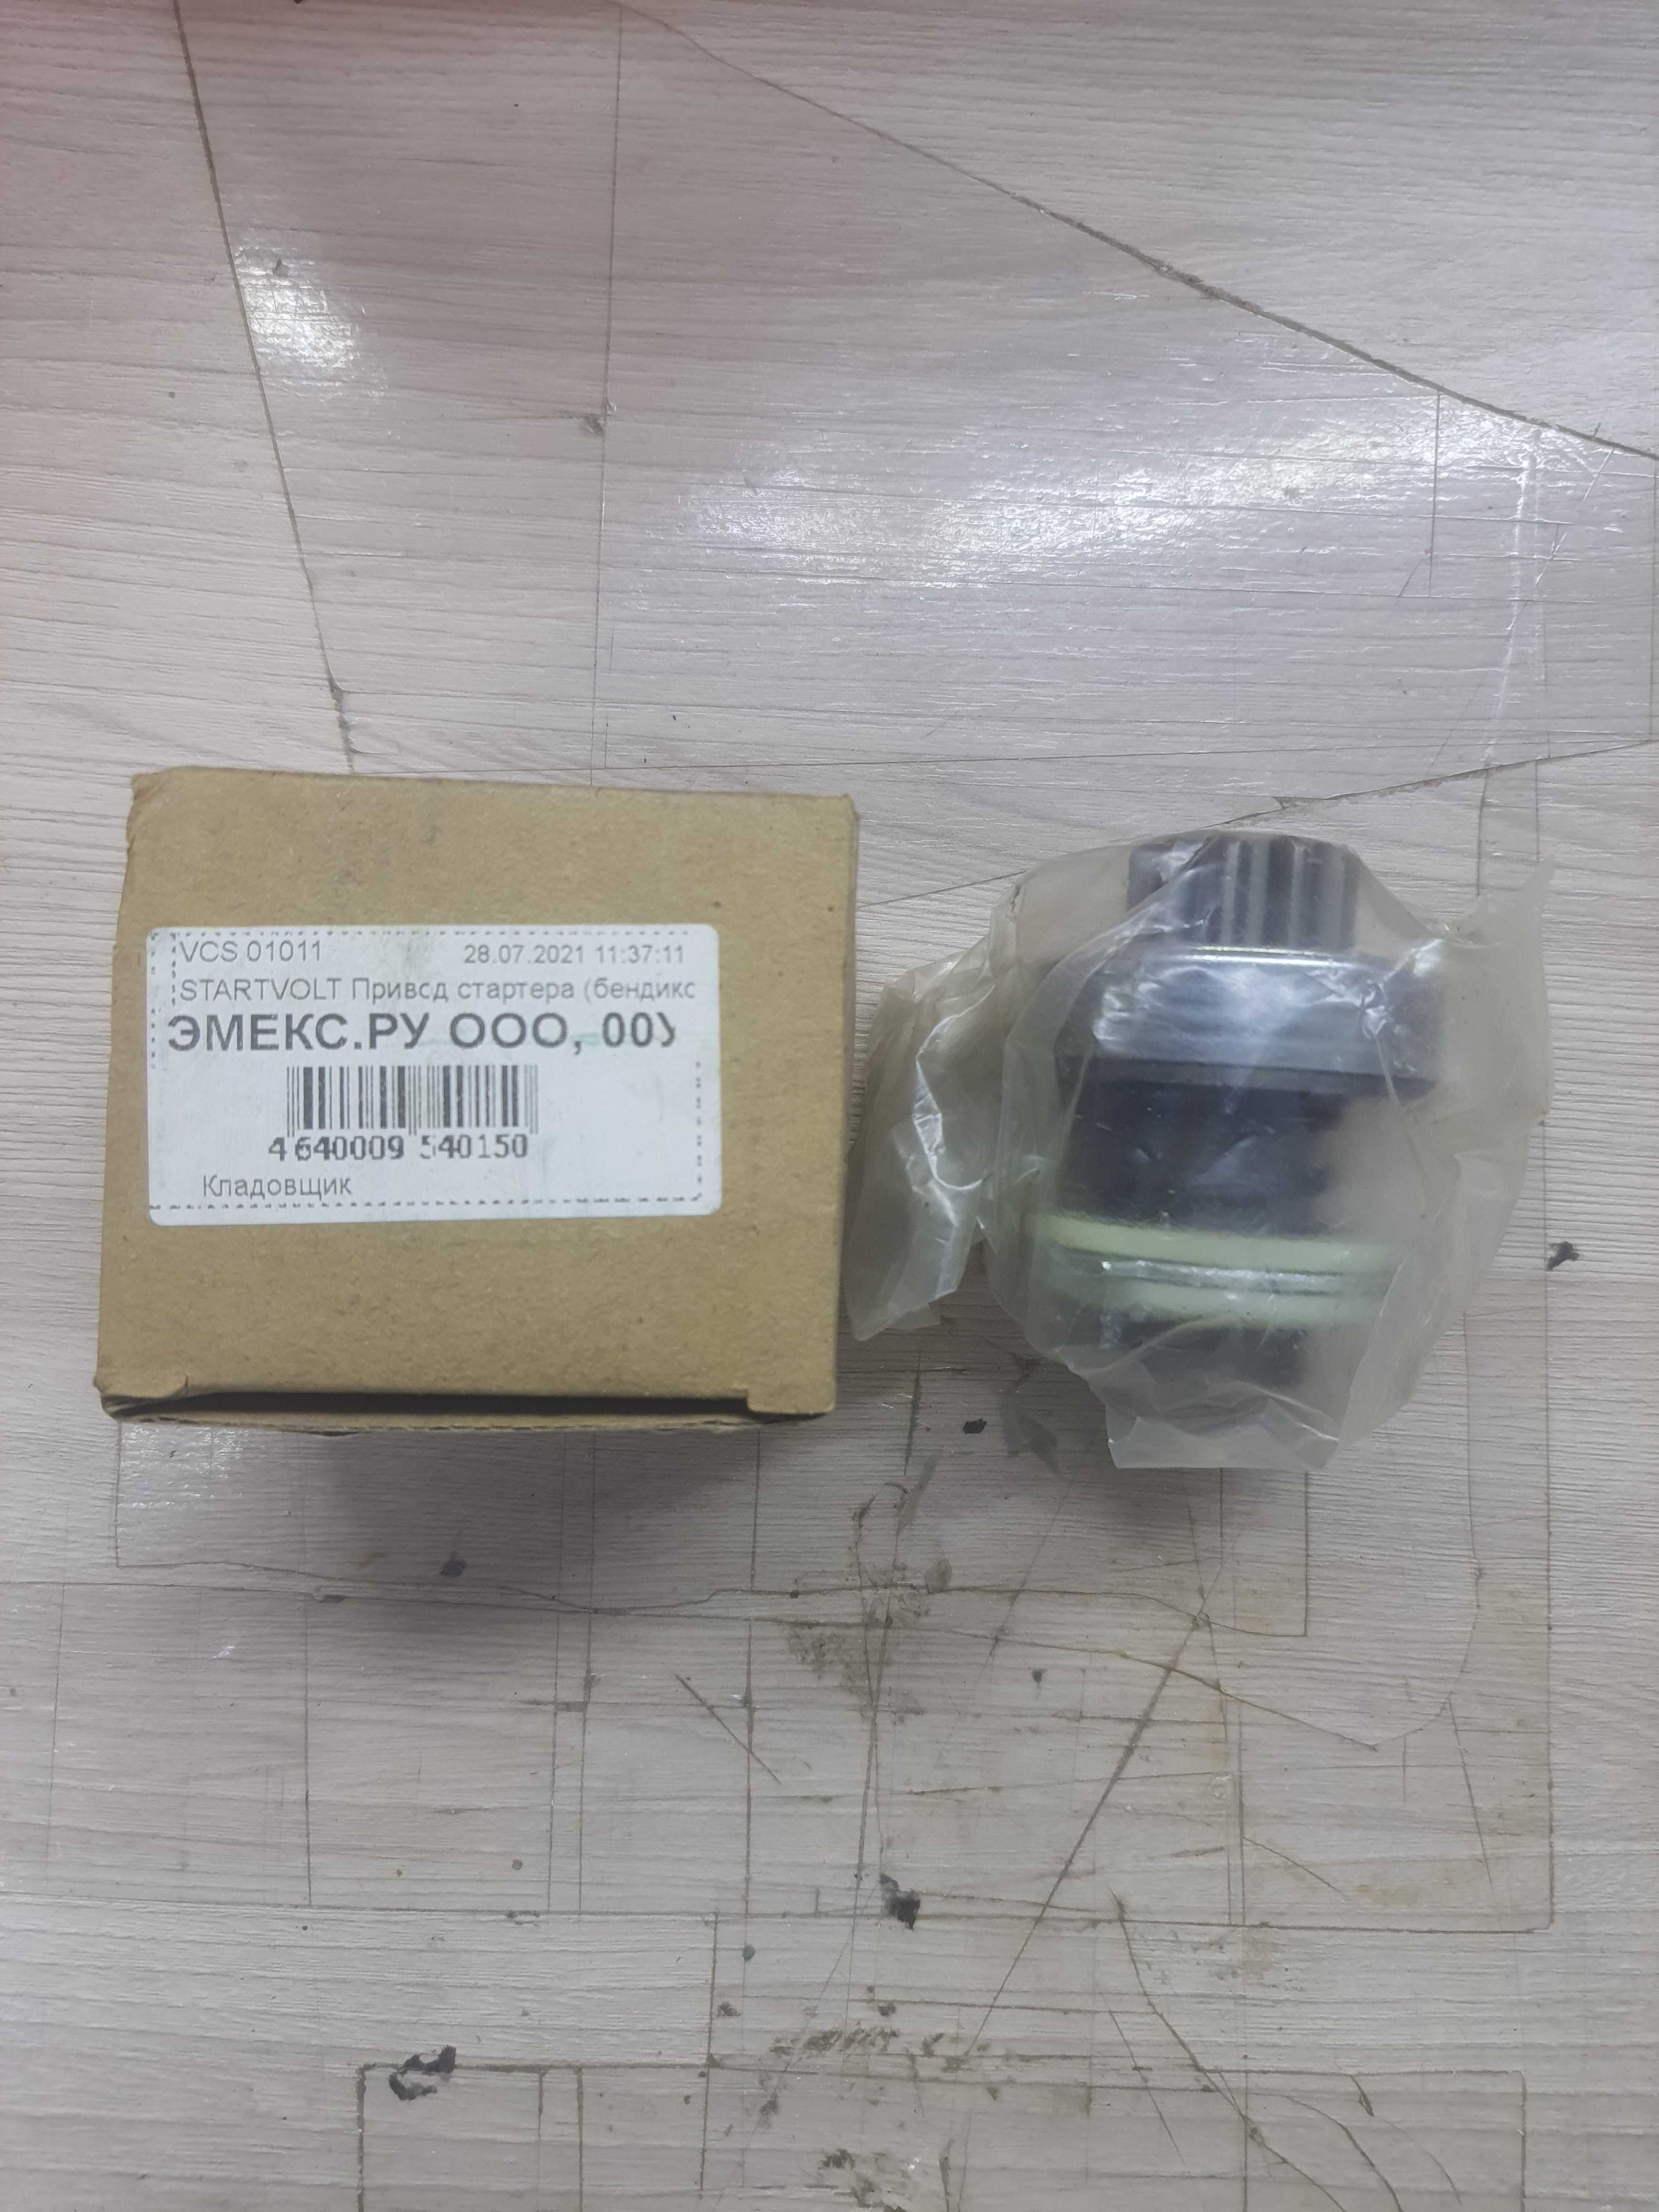 VCS 01011 28.07.2021 11:37:11
STARTVOLT Привод стартера (бендикс
ЭМЕКС.РУ ООО, 00
4 640009 540150
Кладовщик